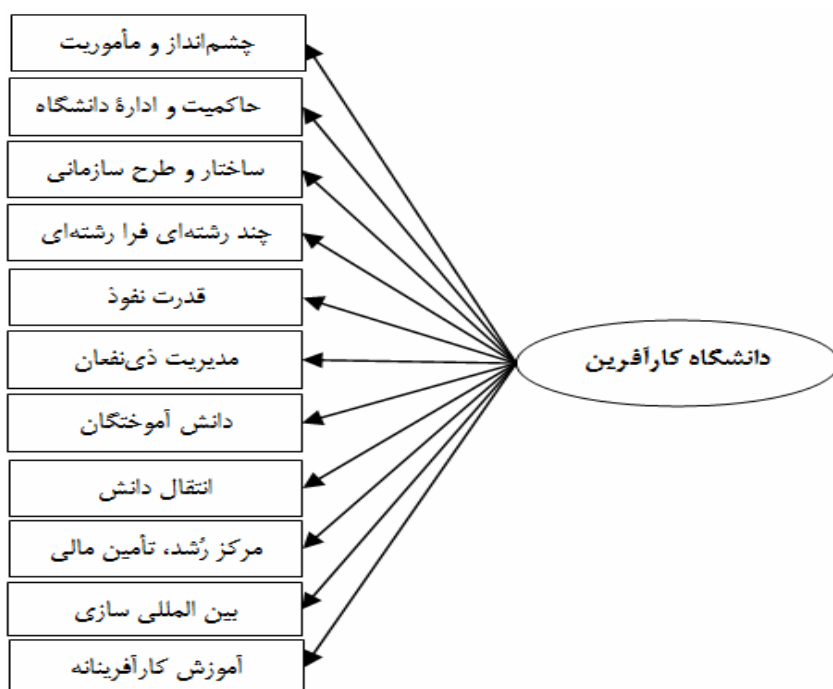 چشم‌انداز و مأموریت
حاکمیت و ادارۀ دانشگاه
ساختار و طرح سازمانی
چند رشته‌ای فرا رشته‌ای
قدرت نفوذ
مدیریت ذی‌نفعان
دانش آموختگان
انتقال دانش
مرکز رُشد، تأمین مالی
بین المللی سازی
آموزش کارآفرینانه
دانشگاه کارآفرین